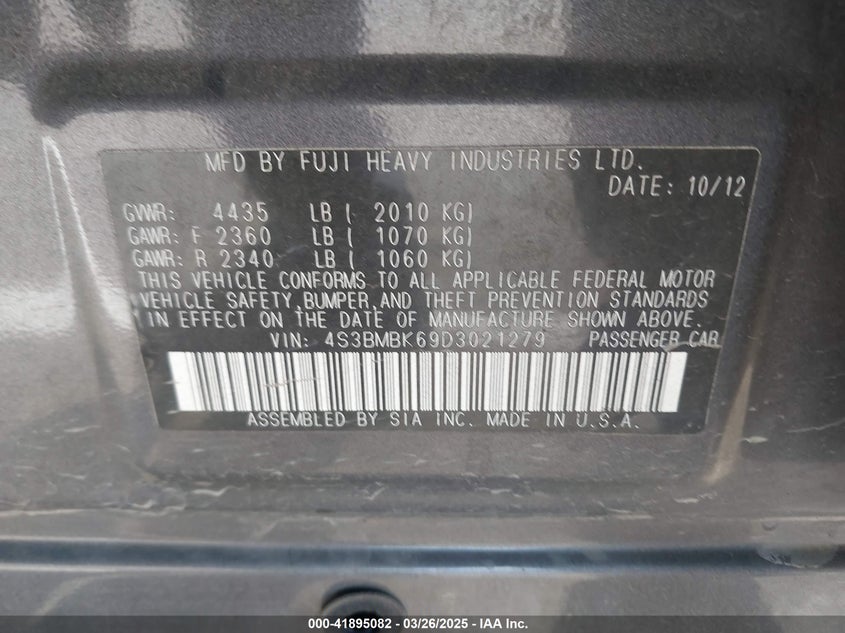 MFD BY FUJI HEAVY INDUSTRIES LTD.
DATE: 10/12
GVWR: 4435 LB ( 2010 KG)
GAWR: F 2360 LB ( 1070 KG)
GAWR: R 2340 LB ( 1060 KG)
THIS VEHICLE CONFORMS TO ALL APPLICABLE FEDERAL MOTOR
VEHICLE SAFETY, BUMPER, AND THEFT PREVENTION STANDARDS
IN EFFECT ON THE DATE OF MANUFACTURE SHOWN ABOVE.
VIN: 4S3BMBK69D3021279 PASSENGER CAR
ASSEMBLED BY SIA INC. MADE IN U.S.A.
000-41895082 - 03/26/2025 - IAA Inc.